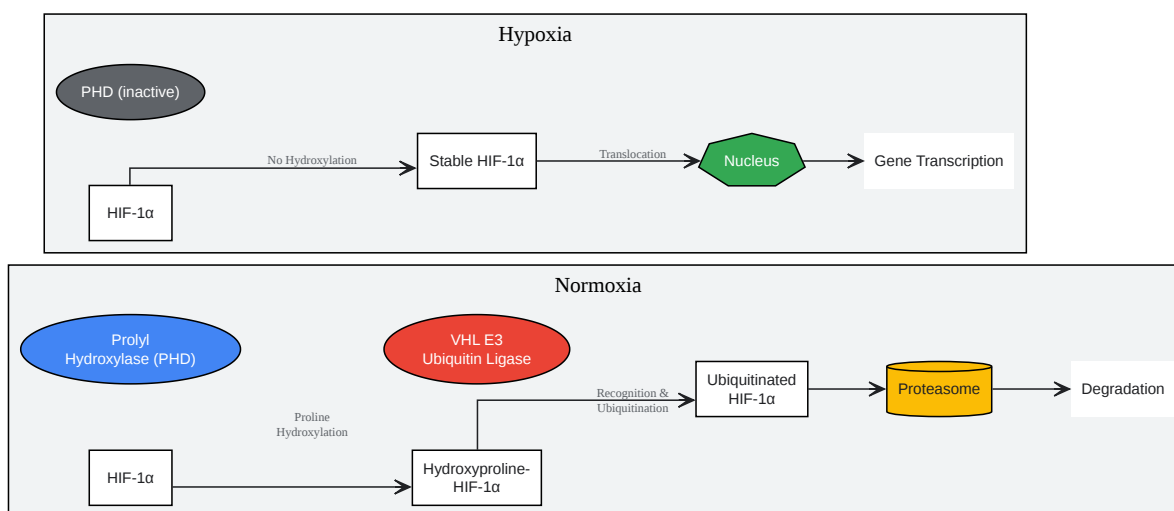 Hypoxia
PHD (inactive)
No Hydroxylation
Stable HIF-1α
Translocation
Nucleus
Gene Transcription
HIF-1α
Normoxia
Prolyl
Hydroxylase (PHD)
VHL E3
Ubiquitin Ligase
Recognition &
Ubiquitination
Ubiquitinated
HIF-1α
Proteasome
Degradation
Proline
Hydroxylation
HIF-1α
Hydroxyproline-
HIF-1α